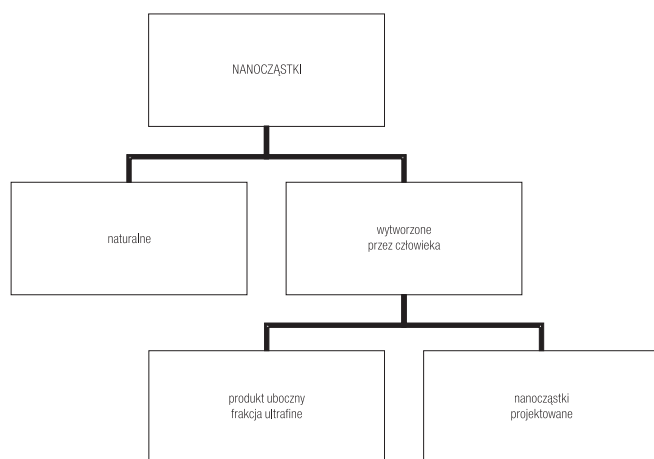 NANOCZĄSTKI
naturalne
wytworzone
przez człowieka
produkt uboczny
frakcja ultrafine
nanocząstki
projektowane